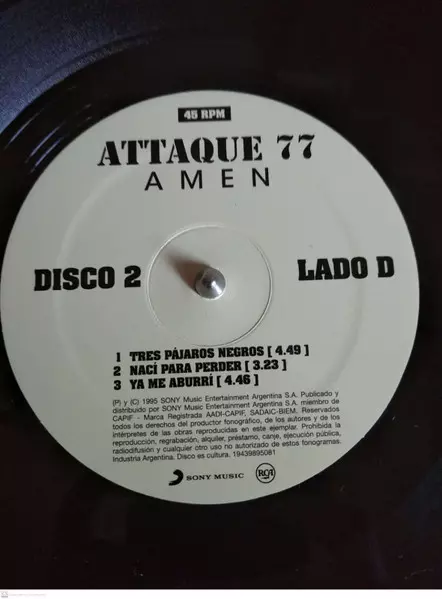 45 RPM
ATTAQUE 77
AMEN
DISCO 2
LADO D
1 TRES PÁJAROS NEGROS [ 4.49 ]
2 NACÍ PARA PERDER [ 3.23 ]
3 YA ME ABURRÍ [ 4.46 ]
(P) y (C) 1995 SONY Music Entertainment Argentina S.A. Publicado y
distribuido por SONY Music Entertainment Argentina S.A. miembro de
CAPIF - Marca Registrada AADI-CAPIF, SADAIC-BIEM. Reservados
todos los derechos del productor fonográfico, de los autores y de los
intérpretes de las obras reproducidas en este ejemplar. Prohibida la
reproducción, regrabación, alquiler, préstamo, canje, ejecución pública,
radiodifusión y cualquier otro uso no autorizado de estos fonogramas.
Industria Argentina. Disco es cultura. 19439895081
SONY MUSIC
RCA